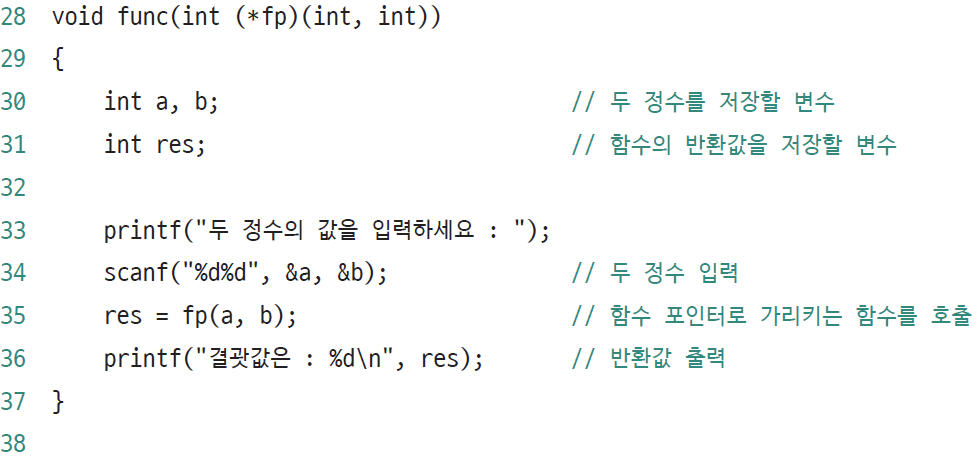 28 void func(int (*fp)(int, int))
29 {
30     int a, b;                           // 두 정수를 저장할 변수
31     int res;                            // 함수의 반환값을 저장할 변수
32
33     printf("두 정수의 값을 입력하세요 : ");
34     scanf("%d%d", &a, &b);              // 두 정수 입력
35     res = fp(a, b);                     // 함수 포인터로 가리키는 함수를 호출
36     printf("결괏값은 : %d\n", res);       // 반환값 출력
37 }
38